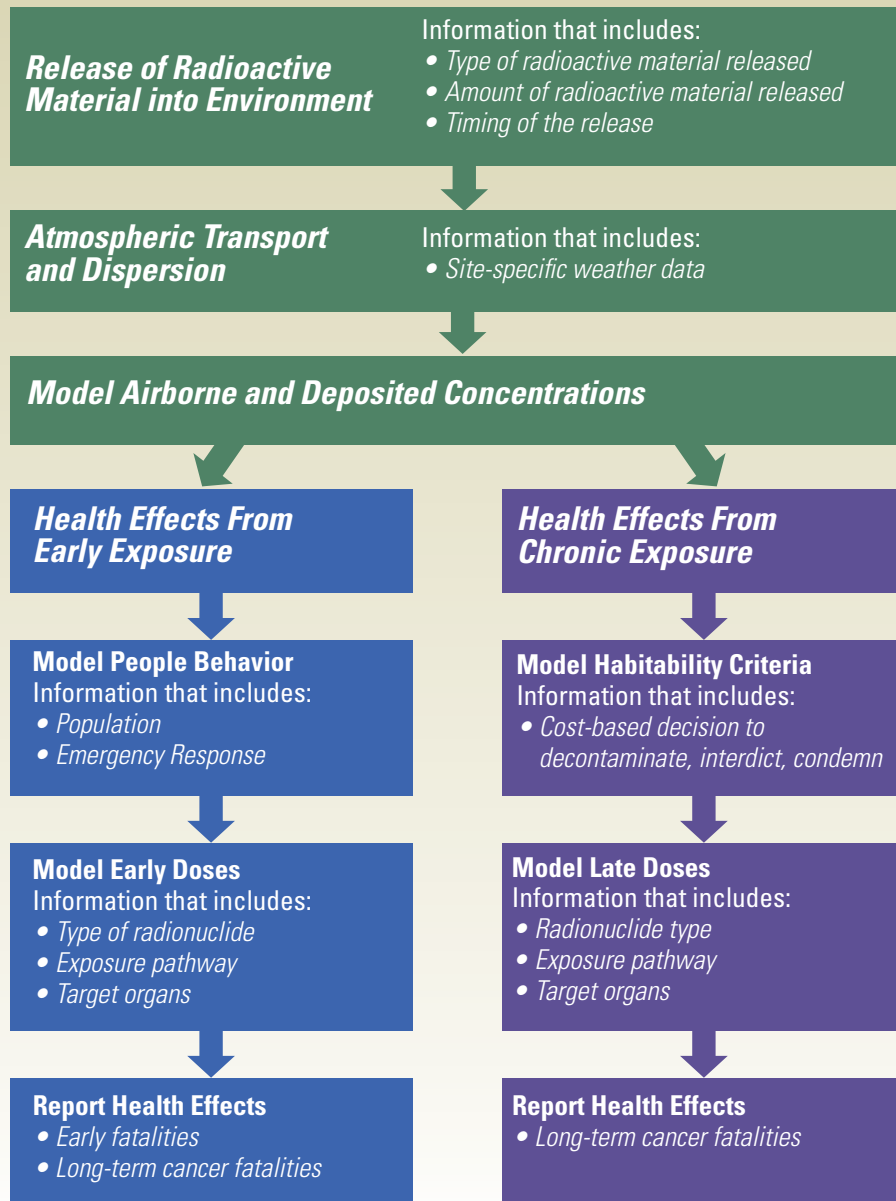 Release of Radioactive
Material into Environment
Information that includes:
• Type of radioactive material released
• Amount of radioactive material released
• Timing of the release
Atmospheric Transport
and Dispersion
Information that includes:
• Site-specific weather data
Model Airborne and Deposited Concentrations
Health Effects From
Early Exposure
Model People Behavior
Information that includes:
• Population
• Emergency Response
Model Early Doses
Information that includes:
• Type of radionuclide
• Exposure pathway
• Target organs
Report Health Effects
• Early fatalities
• Long-term cancer fatalities
Health Effects From
Chronic Exposure
Model Habitability Criteria
Information that includes:
• Cost-based decision to
decontaminate, interdict, condemn
Model Late Doses
Information that includes:
• Radionuclide type
• Exposure pathway
• Target organs
Report Health Effects
• Long-term cancer fatalities